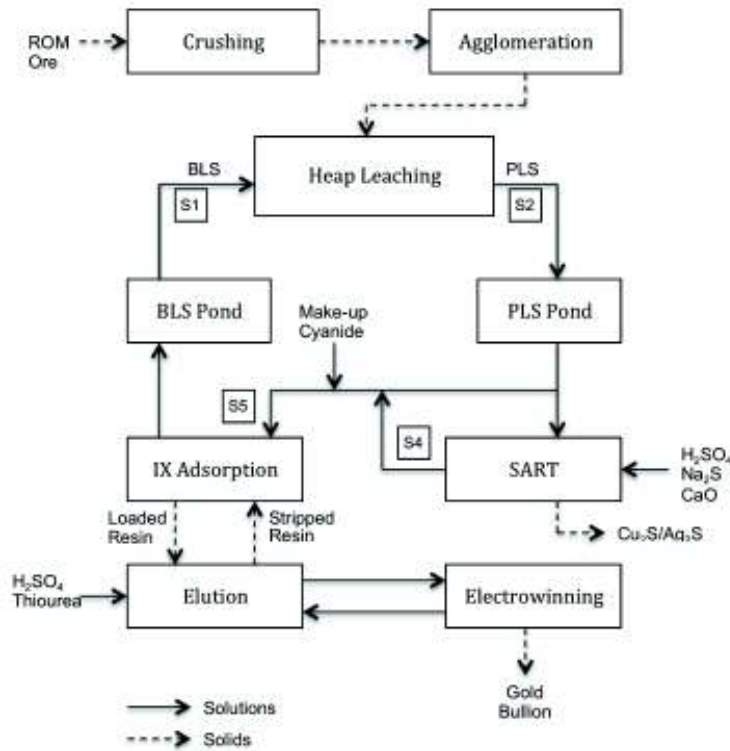 Crushing
Agglomeration
ROM
Ore
Heap Leaching
BLS
PLS
S1
S2
BLS Pond
Make-up
Cyanide
PLS Pond
S5
S4
IX Adsorption
SART
H₂SO₄
Na₂S
CaO
Loaded
Resin
Stripped
Resin
Cu₂S/Ag₂S
H₂SO₄
Thiourea
Elution
Electrowinning
Gold
Bullion
Solutions
Solids